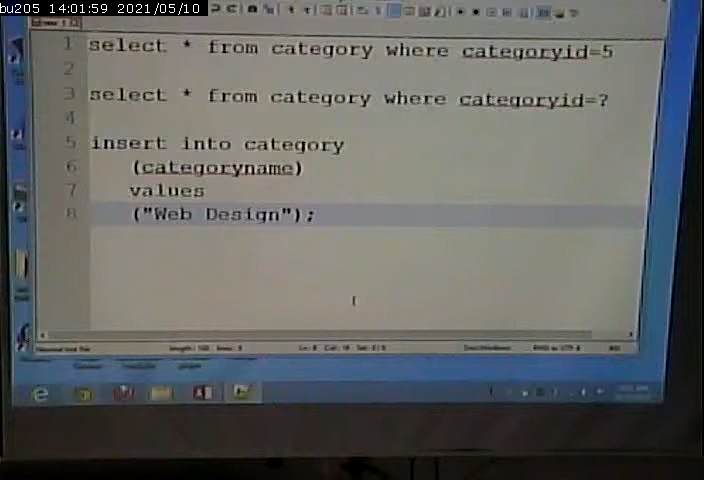 bu205 14:01:59 2021/05/10
1 select * from category where categoryid=5
2
3 select * from category where categoryid=?
4
5 insert into category
6 (categoryname)
7 values
8 ("Web Design");